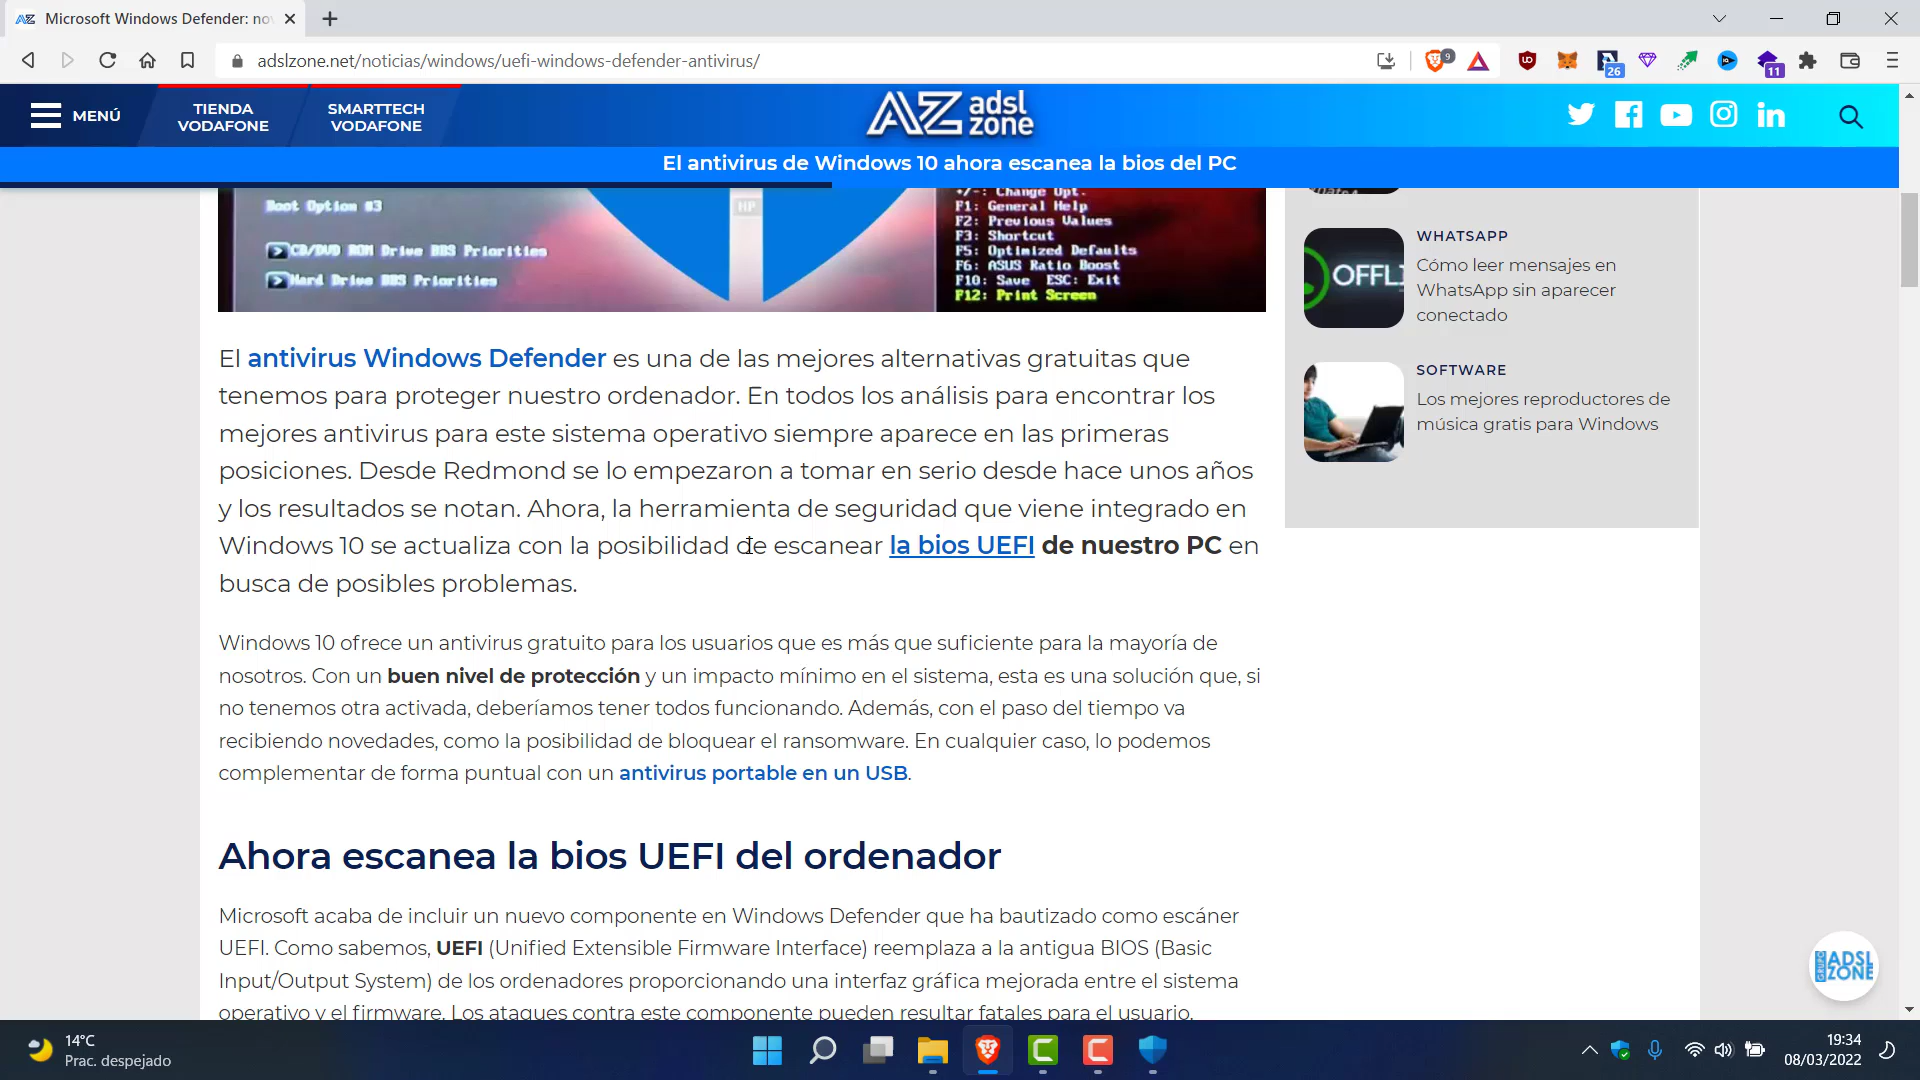 Microsoft Windows Defender: nov
adslzone.net/noticias/windows/uefi-windows-defender-antivirus/
9
26
11
MENÚ
TIENDA
VODAFONE
SMARTTECH
VODAFONE
AZ adsl
zone
El antivirus de Windows 10 ahora escanea la bios del PC
Boot Option #3
CD/DVD ROM Drive BBS Priorities
Hard Drive BBS Priorities
HP
+/-: Change Opt.
F1: General Help
F2: Previous Values
F3: Shortcut
F5: Optimized Defaults
F6: ASUS Ratio Boost
F10: Save ESC: Exit
F12: Print Screen
El antivirus Windows Defender es una de las mejores alternativas gratuitas que
tenemos para proteger nuestro ordenador. En todos los análisis para encontrar los
mejores antivirus para este sistema operativo siempre aparece en las primeras
posiciones. Desde Redmond se lo empezaron a tomar en serio desde hace unos años
y los resultados se notan. Ahora, la herramienta de seguridad que viene integrado en
Windows 10 se actualiza con la posibilidad de escanear la bios UEFI de nuestro PC en
busca de posibles problemas.
Windows 10 ofrece un antivirus gratuito para los usuarios que es más que suficiente para la mayoría de
nosotros. Con un buen nivel de protección y un impacto mínimo en el sistema, esta es una solución que, si
no tenemos otra activada, deberíamos tener todos funcionando. Además, con el paso del tiempo va
recibiendo novedades, como la posibilidad de bloquear el ransomware. En cualquier caso, lo podemos
complementar de forma puntual con un antivirus portable en un USB.
Ahora escanea la bios UEFI del ordenador
Microsoft acaba de incluir un nuevo componente en Windows Defender que ha bautizado como escáner
UEFI. Como sabemos, UEFI (Unified Extensible Firmware Interface) reemplaza a la antigua BIOS (Basic
Input/Output System) de los ordenadores proporcionando una interfaz gráfica mejorada entre el sistema
operativo y el firmware. Los ataques contra este componente pueden resultar fatales para el usuario,
OFFLI
WHATSAPP
Cómo leer mensajes en
WhatsApp sin aparecer
conectado
SOFTWARE
Los mejores reproductores de
música gratis para Windows
GRUPO ADSL
ZONE
14°C
Prac. despejado
19:34
08/03/2022